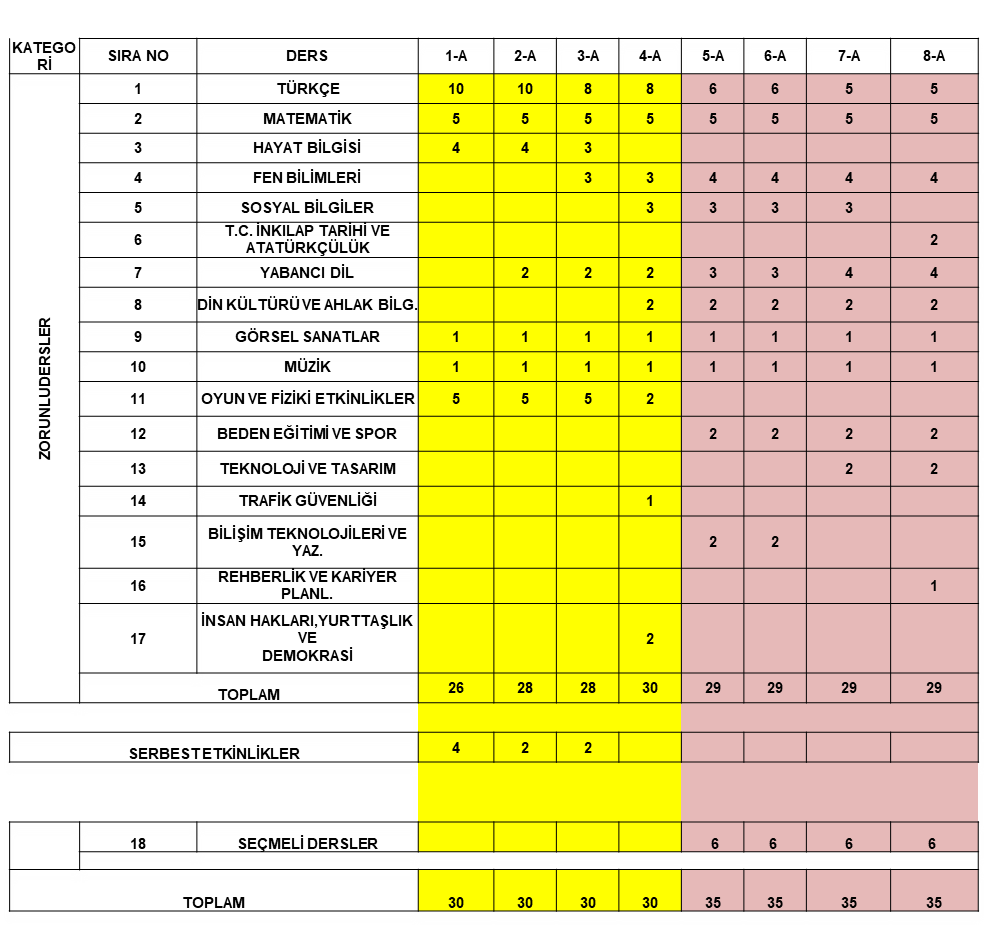 KATEGO
Rİ SIRA NO DERS 1-A 2-A 3-A 4-A 5-A 6-A 7-A 8-A
ZORUNLUDERSLER
1 TÜRKÇE 10 10 8 8 6 6 5 5
2 MATEMATİK 5 5 5 5 5 5 5 5
3 HAYAT BİLGİSİ 4 4 3
4 FEN BİLİMLERİ 3 3 4 4 4 4
5 SOSYAL BİLGİLER 3 3 3 3
T.C. İNKILAP TARİHİ VE
6 ATATÜRKÇÜLÜK 2
7 YABANCI DİL 2 2 2 3 3 4 4
8 DİN KÜLTÜRÜ VE AHLAK BİLG. 2 2 2 2 2
9 GÖRSEL SANATLAR 1 1 1 1 1 1 1 1
10 MÜZİK 1 1 1 1 1 1 1 1
11 OYUN VE FİZİKİ ETKİNLİKLER 5 5 5 2
12 BEDEN EĞİTİMİ VE SPOR 2 2 2 2
13 TEKNOLOJİ VE TASARIM 2 2
14 TRAFİK GÜVENLİĞİ 1
15 BİLİŞİM TEKNOLOJİLERİ VE 2 2
YAZ.
16 REHBERLİK VE KARİYER 1
PLANL.
İNSAN HAKLARI,YURTTAŞLIK
17 VE 2
DEMOKRASİ
TOPLAM 26 28 28 30 29 29 29 29
SERBEST ETKİNLİKLER 4 2 2
18 SEÇMELİ DERSLER 6 6 6 6
TOPLAM 30 30 30 30 35 35 35 35